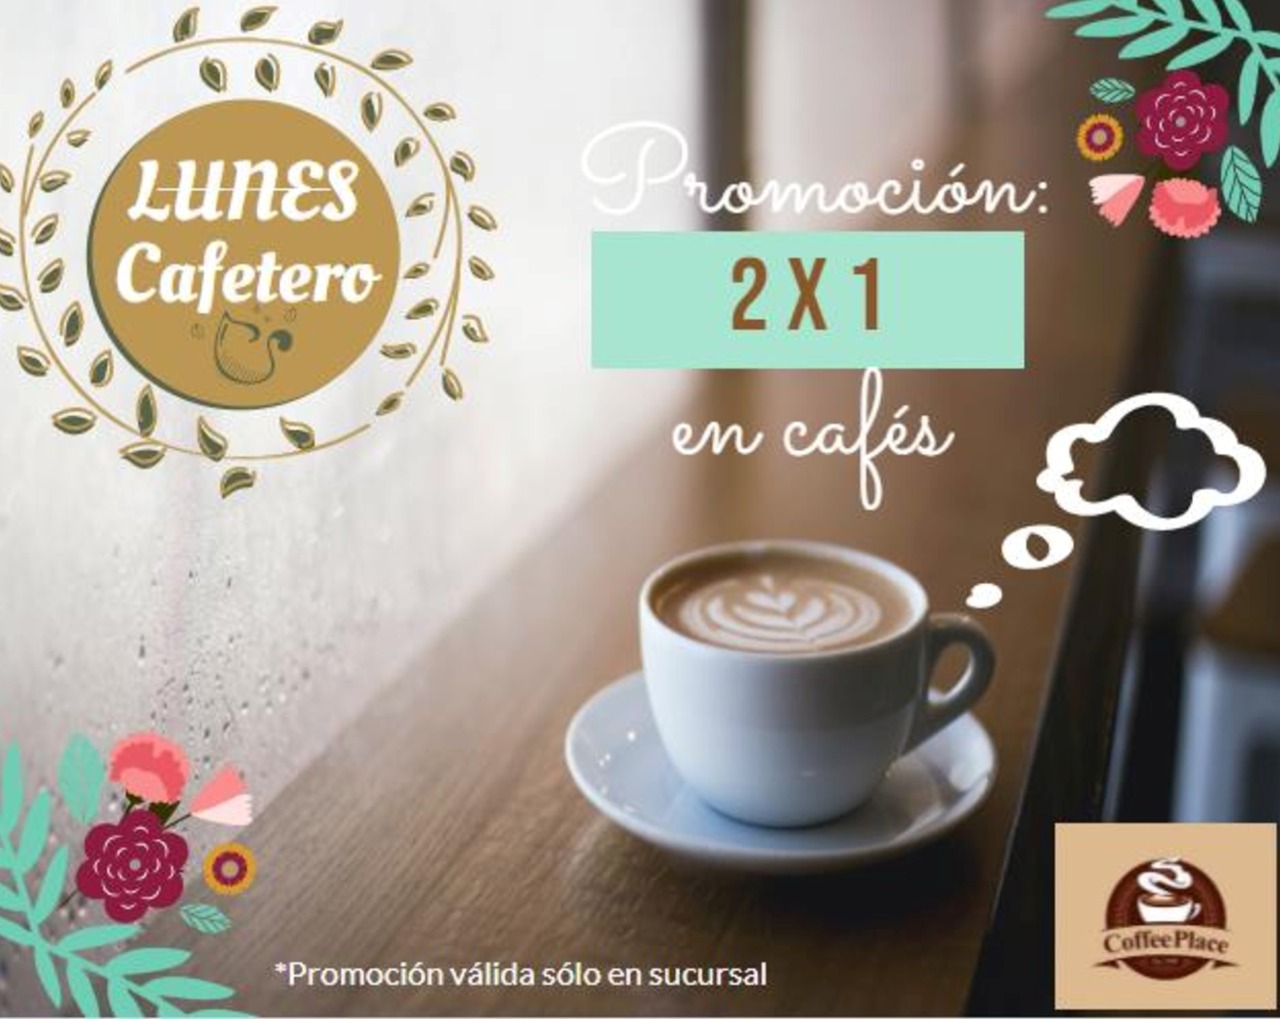 LUNES
Cafetero
Promoción:
2 X 1
en cafés
*Promoción válida sólo en sucursal
Coffee Place